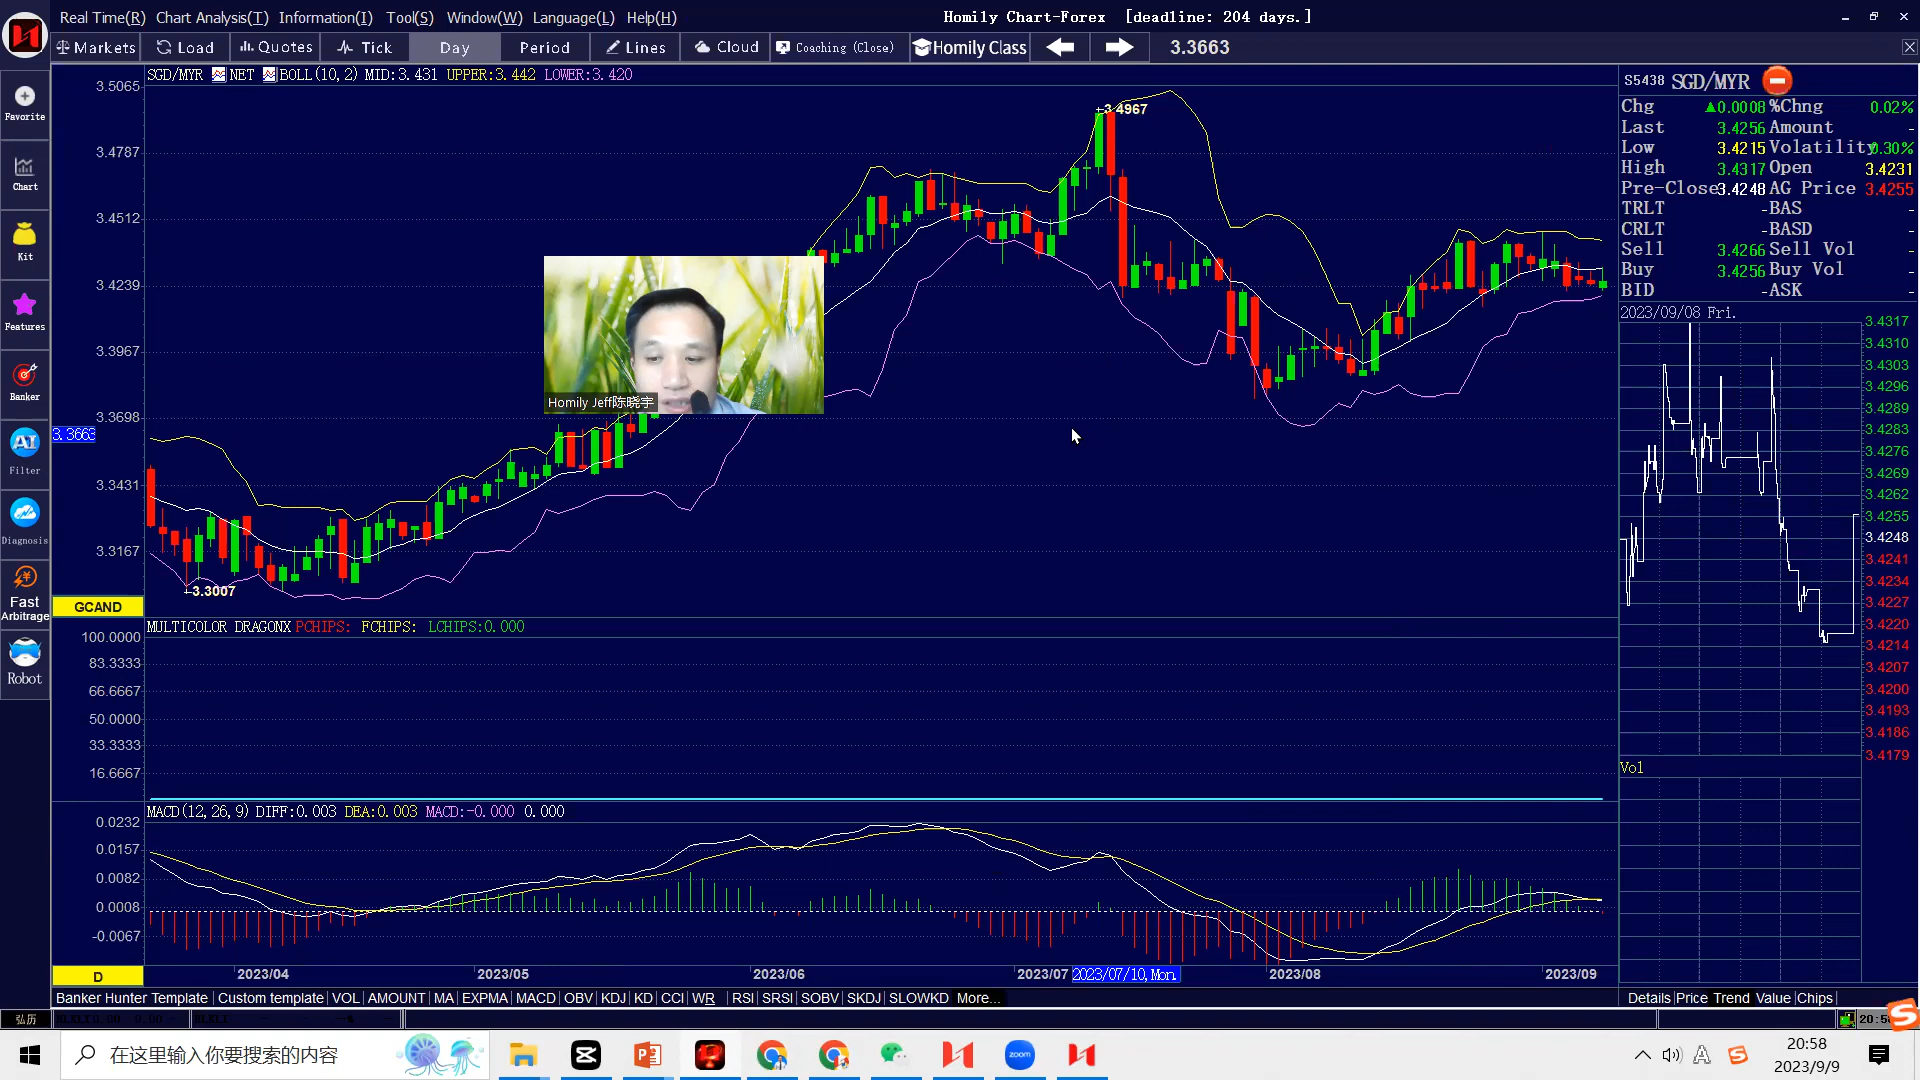 Real Time(R) Chart Analysis(T) Information(I) Tool(S) Window(W) Language(L) Help(H)
Homily Chart-Forex [deadline: 204 days.]
Markets Load Quotes Tick Day Period Lines Cloud Coaching (Close) Homily Class 3.3663
SGD/MYR NET BOLL(10,2) MID:3.431 UPPER:3.442 LOWER:3.420
3.5065
3.4787
3.4512
3.4239
3.3967
3.3698
3.3663
3.3431
3.3167
3.4967
3.3007
Favorite
Chart
Kit
Features
Banker
AI
Filter
Diagnosis
Fast
Arbitrage
Robot
Homily Jeff陈晓宇
GCAND
MULTICOLOR DRAGONX PCHIPS: FCHIPS: LCHIPS:0.000
100.0000
83.3333
66.6667
50.0000
33.3333
16.6667
MACD(12,26,9) DIFF:0.003 DEA:0.003 MACD:-0.000 0.000
0.0232
0.0157
0.0082
0.0008
-0.0067
D
2023/04 2023/05 2023/06 2023/07 2023/07/10,Mon. 2023/08 2023/09
Banker Hunter Template Custom template VOL AMOUNT MA EXPMA MACD OBV KDJ KD CCI WR RSI SRSI SOBV SKDJ SLOWKD More...
S5438 SGD/MYR
Chg ▲0.0008 %Chng 0.02%
Last 3.4256 Amount -
Low 3.4215 Volatility 0.30%
High 3.4317 Open 3.4231
Pre-Close 3.4248 AG Price 3.4255
TRLT - BAS -
CRLT - BASD -
Sell 3.4266 Sell Vol -
Buy 3.4256 Buy Vol -
BID - ASK -
2023/09/08 Fri.
3.4317
3.4310
3.4303
3.4296
3.4289
3.4283
3.4276
3.4269
3.4262
3.4255
3.4248
3.4241
3.4234
3.4227
3.4220
3.4214
3.4207
3.4200
3.4193
3.4186
3.4179
Vol
Details Price Trend Value Chips
弘历
20:58
在这里输入你要搜索的内容
zoom
20:58
2023/9/9